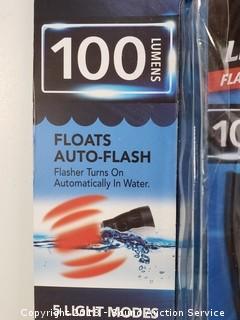 100
LUMENS
FLOATS
AUTO-FLASH
Flasher Turns On
Automatically In Water.
5 LIGHT MODES